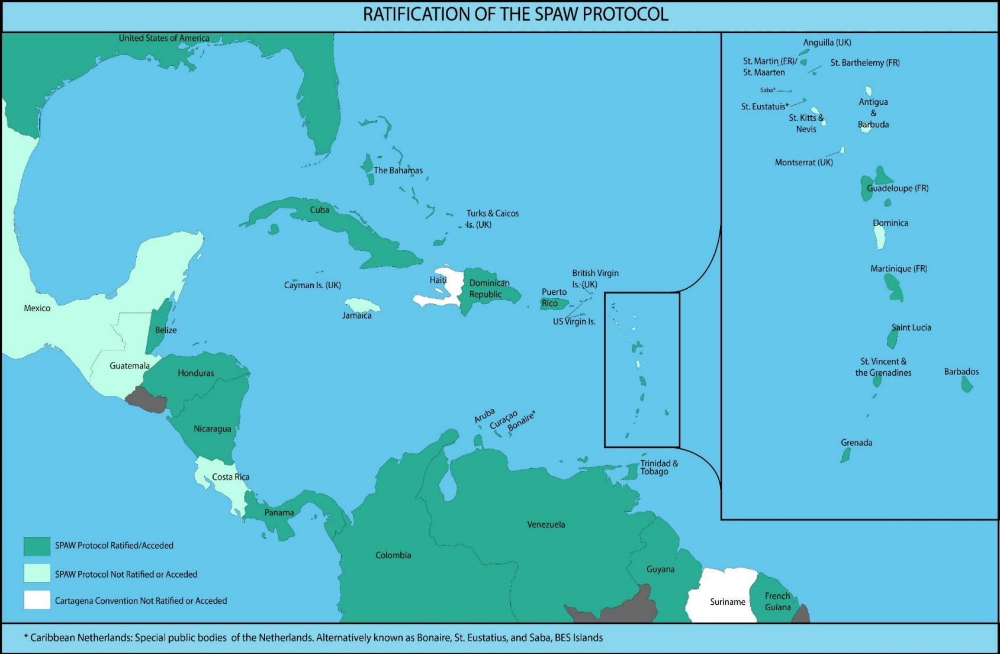 RATIFICATION OF THE SPAW PROTOCOL
United States of America
The Bahamas
Cuba
Turks & Caicos
Is. (UK)
Cayman Is. (UK)
Haiti
Dominican
Republic
British Virgin
Is. (UK)
Puerto
Rico
US Virgin Is.
Jamaica
Mexico
Belize
Guatemala
Honduras
Nicaragua
Costa Rica
Panama
Aruba
Curaçao
Bonaire*
Trinidad &
Tobago
Venezuela
Colombia
Guyana
Suriname
French
Guiana
Anguilla (UK)
St. Martin (FR)/
St. Maarten
St. Barthelemy (FR)
Saba*
St. Eustatuis*
St. Kitts &
Nevis
Antigua
&
Barbuda
Montserrat (UK)
Guadeloupe (FR)
Dominica
Martinique (FR)
Saint Lucia
St. Vincent &
the Grenadines
Barbados
Grenada
SPAW Protocol Ratified/Acceded
SPAW Protocol Not Ratified or Acceded
Cartagena Convention Not Ratified or Acceded
* Caribbean Netherlands: Special public bodies of the Netherlands. Alternatively known as Bonaire, St. Eustatius, and Saba, BES Islands